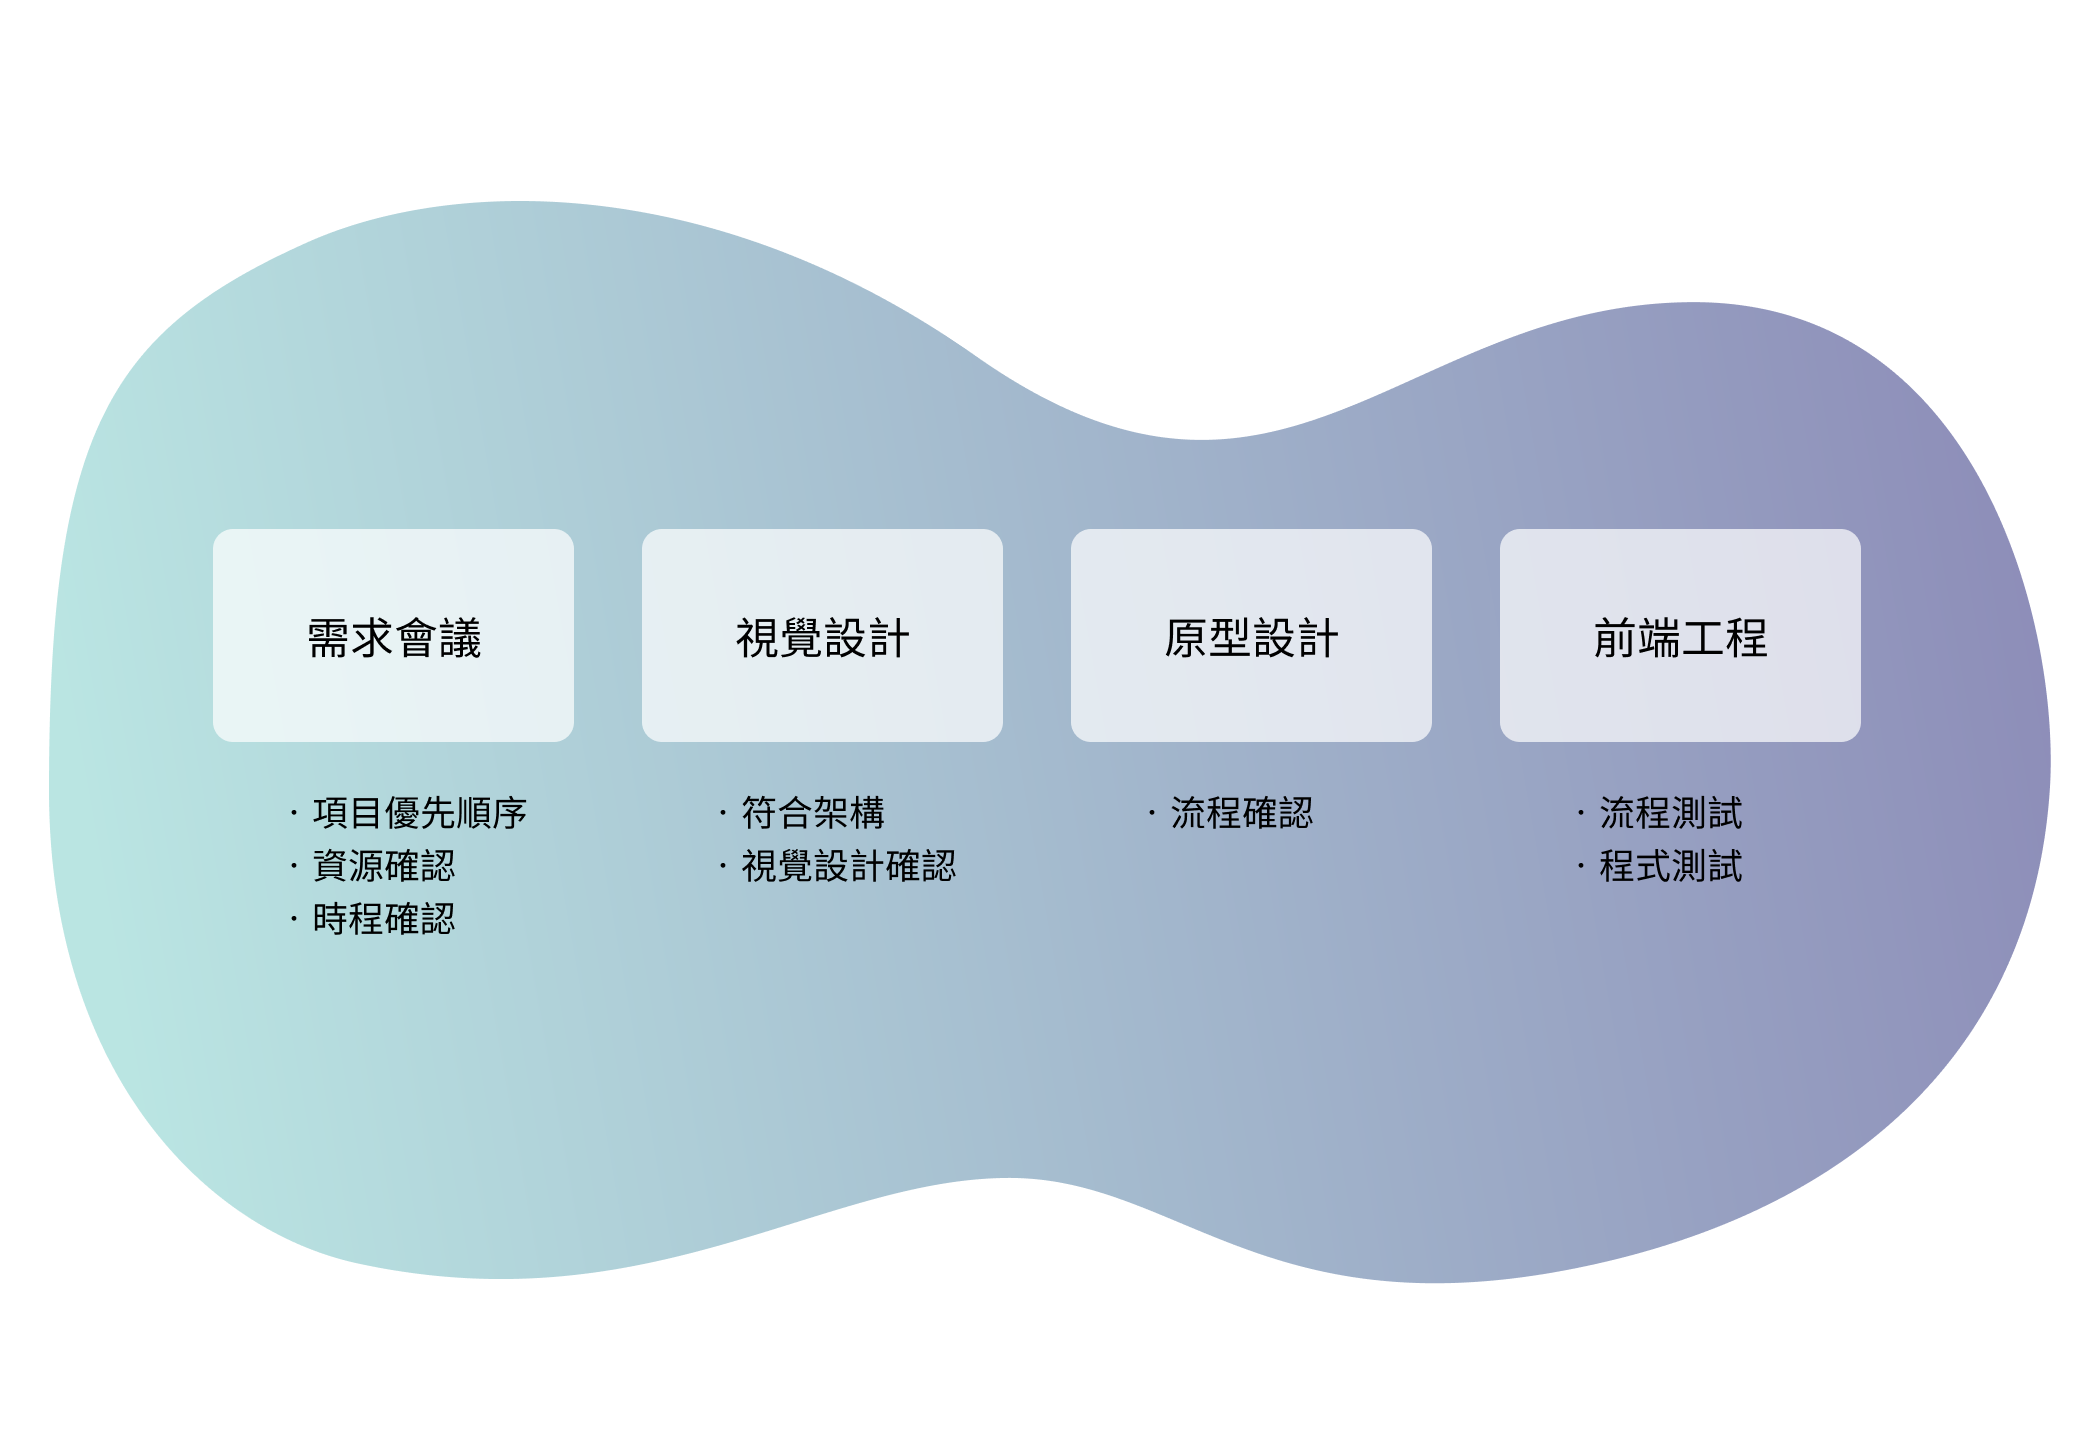 需求會議
視覺設計
原型設計
前端工程
· 項目優先順序
· 資源確認
· 時程確認
· 符合架構
· 視覺設計確認
· 流程確認
· 流程測試
· 程式測試